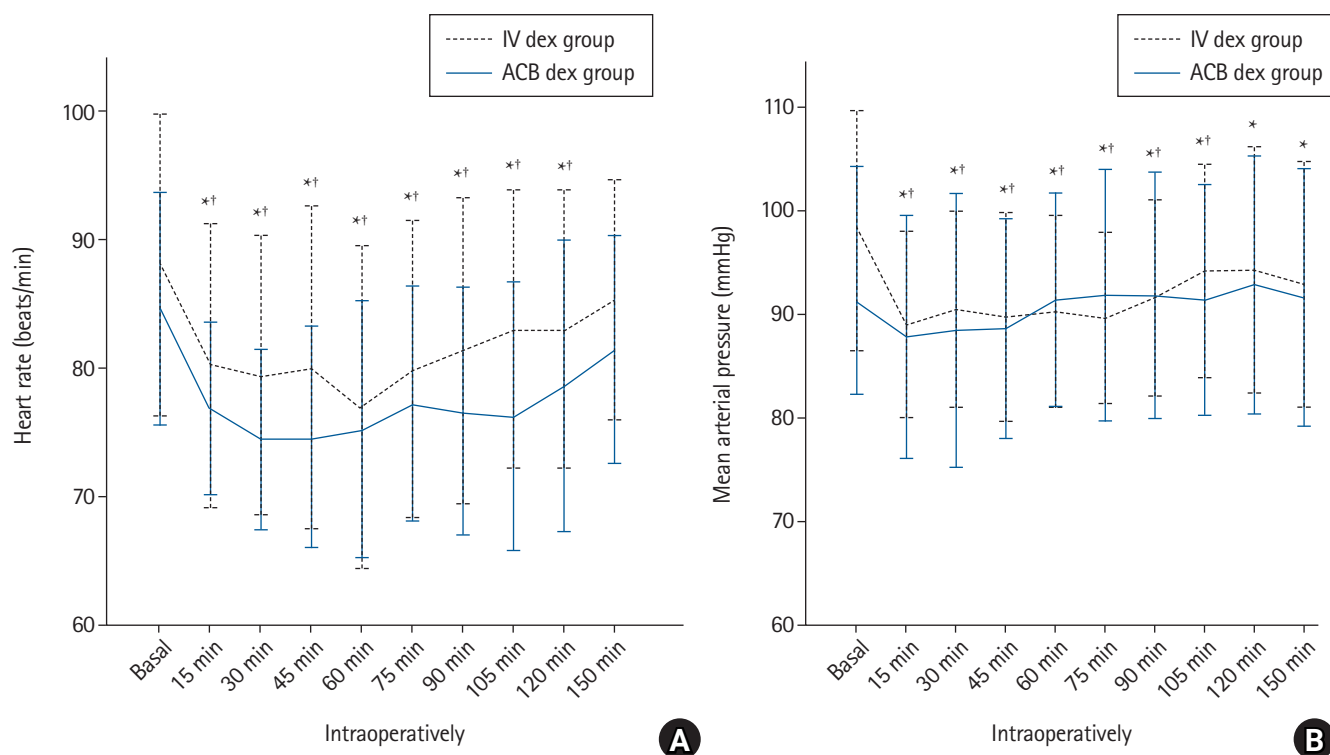 IV dex group
ACB dex group
Heart rate (beats/min)
100
90
80
70
60
*†
*†
*†
*†
*†
*†
*†
*†
Basal
15 min
30 min
45 min
60 min
75 min
90 min
105 min
120 min
150 min
Intraoperatively
A
IV dex group
ACB dex group
Mean arterial pressure (mmHg)
110
100
90
80
70
60
*†
*†
*†
*†
*†
*†
*†
*
*
Basal
15 min
30 min
45 min
60 min
75 min
90 min
105 min
120 min
150 min
Intraoperatively
B